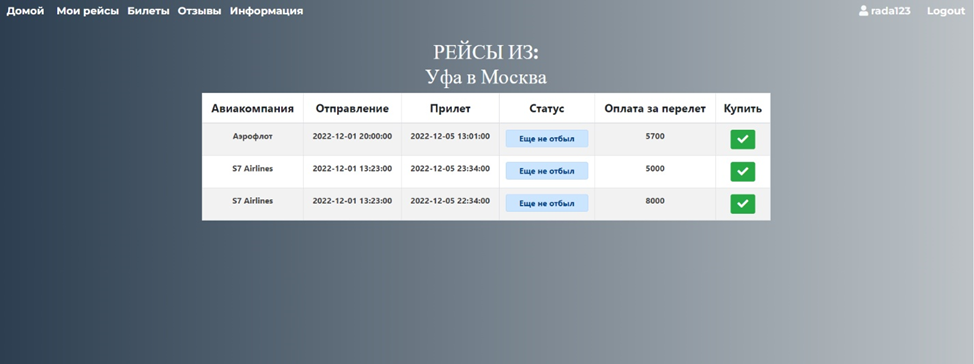 Домой Мои рейсы Билеты Отзывы Информация rada123 Logout
РЕЙСЫ ИЗ:
Уфа в Москва
Авиакомпания Отправление Прилет Статус Оплата за перелет Купить
Аэрофлот 2022-12-01 20:00:00 2022-12-05 13:01:00 Еще не отбыл 5700
S7 Airlines 2022-12-01 13:23:00 2022-12-05 23:34:00 Еще не отбыл 5000
S7 Airlines 2022-12-01 13:23:00 2022-12-05 22:34:00 Еще не отбыл 8000